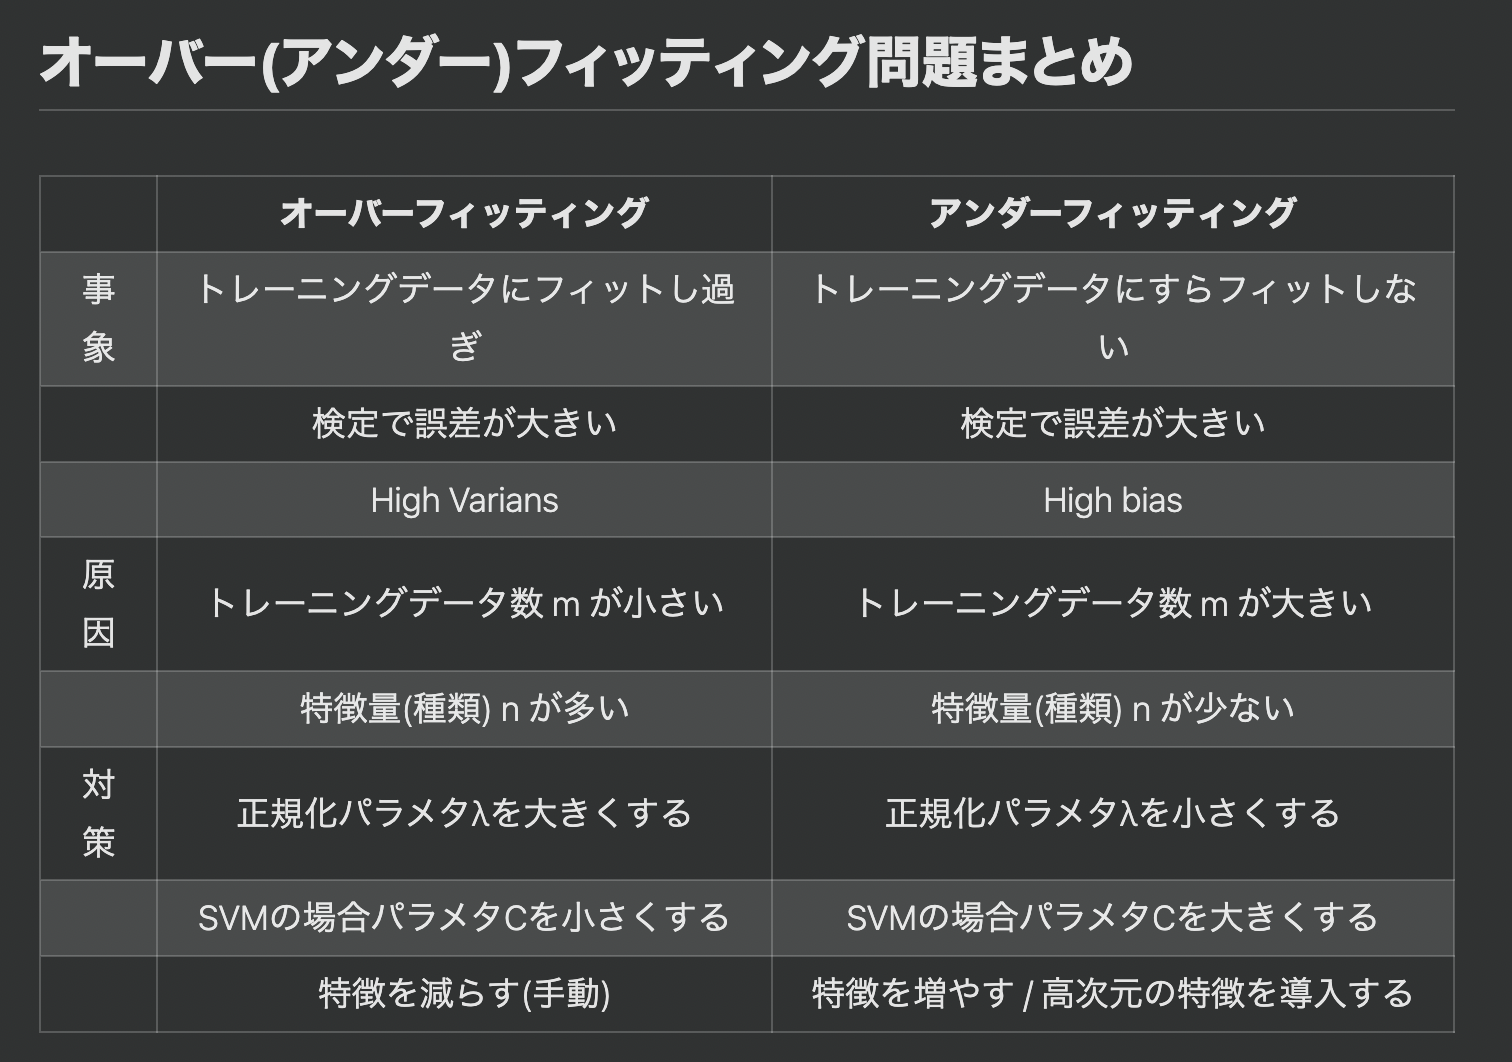 オーバー(アンダー)フィッティング問題まとめ
オーバーフィッティング
アンダーフィッティング
事
象
トレーニングデータにフィットし過
ぎ
トレーニングデータにすらフィットしな
い
検定で誤差が大きい
検定で誤差が大きい
High Varians
High bias
原
因
トレーニングデータ数 m が小さい
トレーニングデータ数 m が大きい
特徴量(種類) n が多い
特徴量(種類) n が少ない
対
策
正規化パラメタλを大きくする
正規化パラメタλを小さくする
SVMの場合パラメタCを小さくする
SVMの場合パラメタCを大きくする
特徴を減らす(手動)
特徴を増やす / 高次元の特徴を導入する